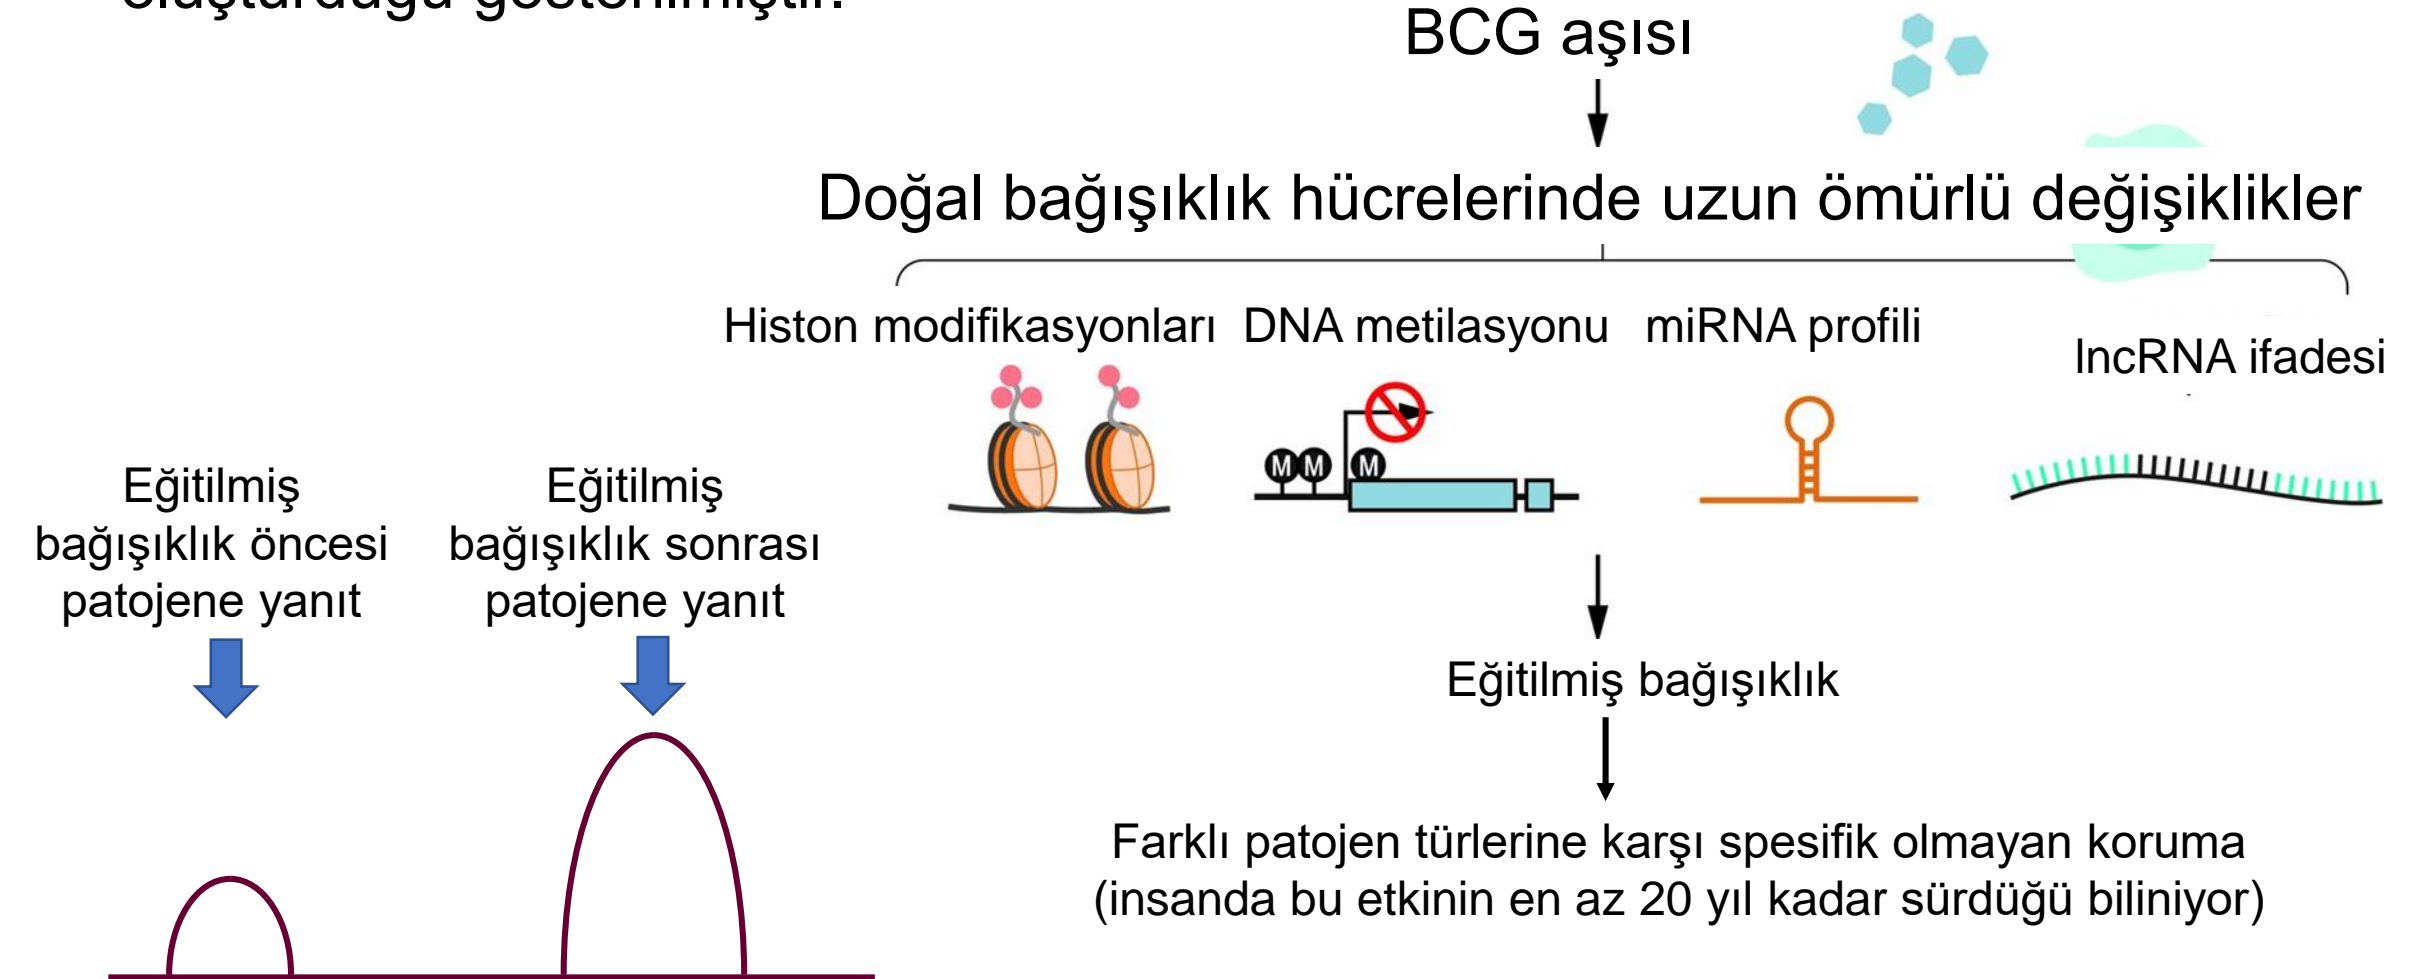 oluşturduğu gösterilmiştir.
BCG aşısı
Doğal bağışıklık hücrelerinde uzun ömürlü değişiklikler
Histon modifikasyonları DNA metilasyonu miRNA profili
lncRNA ifadesi
M M M
Eğitilmiş
bağışıklık öncesi
patojene yanıt
Eğitilmiş
bağışıklık sonrası
patojene yanıt
Eğitilmiş bağışıklık
Farklı patojen türlerine karşı spesifik olmayan koruma
(insanda bu etkinin en az 20 yıl kadar sürdüğü biliniyor)